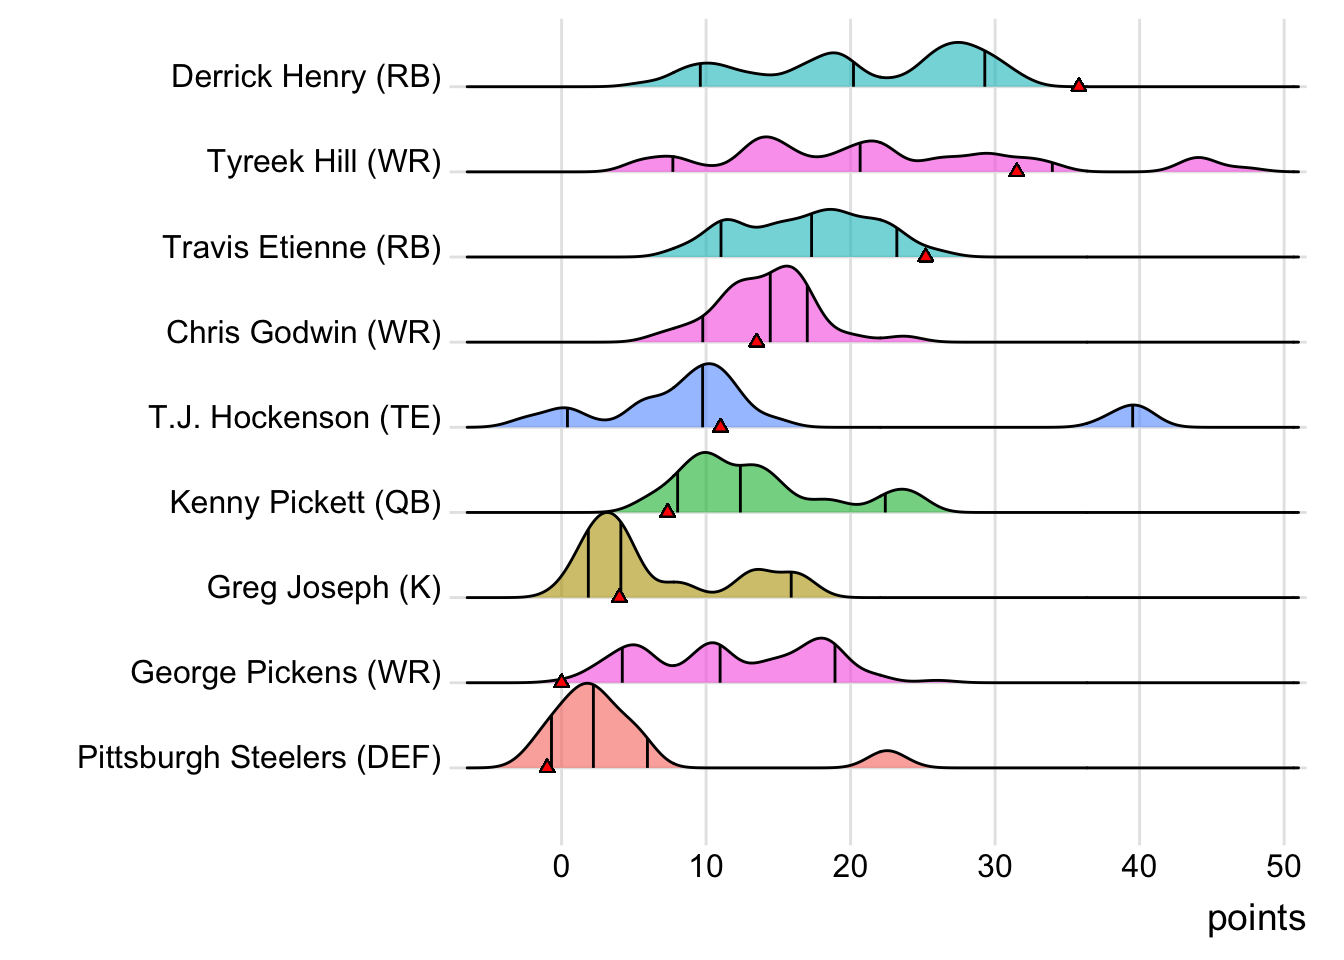 Derrick Henry (RB)
Tyreek Hill (WR)
Travis Etienne (RB)
Chris Godwin (WR)
T.J. Hockenson (TE)
Kenny Pickett (QB)
Greg Joseph (K)
George Pickens (WR)
Pittsburgh Steelers (DEF)
0 10 20 30 40 50
points